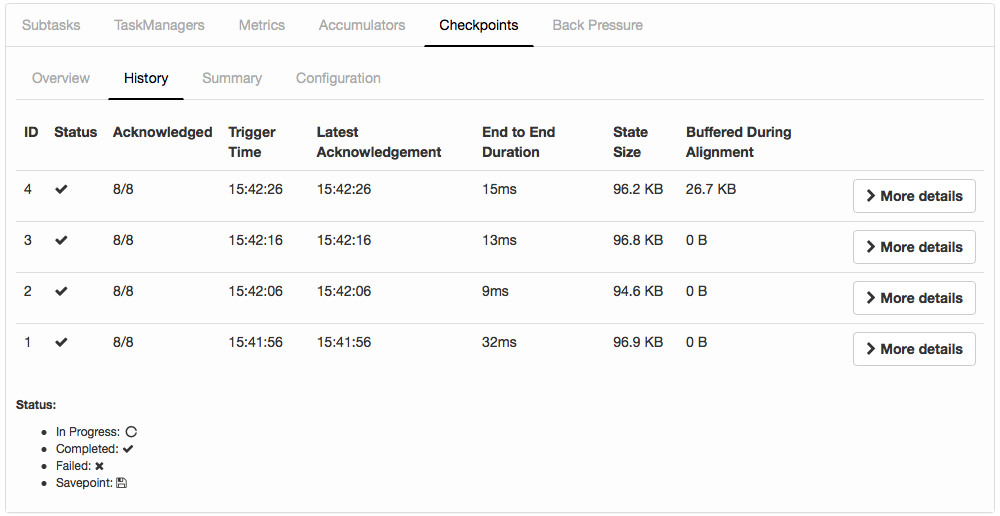 Subtasks TaskManagers Metrics Accumulators Checkpoints Back Pressure
Overview History Summary Configuration
ID Status Acknowledged Trigger Time Latest Acknowledgement End to End Duration State Size Buffered During Alignment
4 ✔ 8/8 15:42:26 15:42:26 15ms 96.2 KB 26.7 KB More details
3 ✔ 8/8 15:42:16 15:42:16 13ms 96.8 KB 0 B More details
2 ✔ 8/8 15:42:06 15:42:06 9ms 94.6 KB 0 B More details
1 ✔ 8/8 15:41:56 15:41:56 32ms 96.9 KB 0 B More details
Status:
In Progress:
Completed: ✔
Failed: ✖
Savepoint: